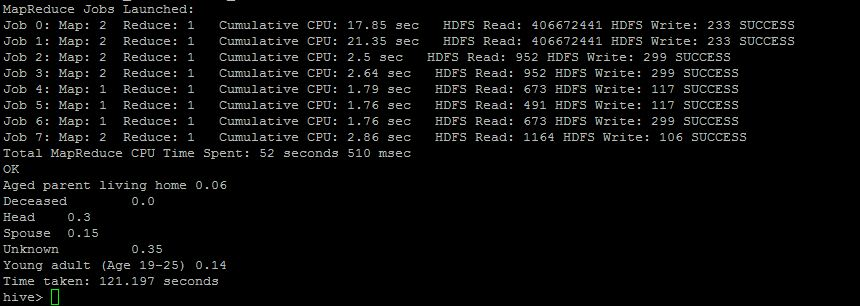 MapReduce Jobs Launched:
Job 0: Map: 2  Reduce: 1   Cumulative CPU: 17.85 sec   HDFS Read: 406672441 HDFS Write: 233 SUCCESS
Job 1: Map: 2  Reduce: 1   Cumulative CPU: 21.35 sec   HDFS Read: 406672441 HDFS Write: 233 SUCCESS
Job 2: Map: 2  Reduce: 1   Cumulative CPU: 2.5 sec   HDFS Read: 952 HDFS Write: 299 SUCCESS
Job 3: Map: 2  Reduce: 1   Cumulative CPU: 2.64 sec   HDFS Read: 952 HDFS Write: 299 SUCCESS
Job 4: Map: 1  Reduce: 1   Cumulative CPU: 1.79 sec   HDFS Read: 673 HDFS Write: 117 SUCCESS
Job 5: Map: 1  Reduce: 1   Cumulative CPU: 1.76 sec   HDFS Read: 491 HDFS Write: 117 SUCCESS
Job 6: Map: 1  Reduce: 1   Cumulative CPU: 1.76 sec   HDFS Read: 673 HDFS Write: 299 SUCCESS
Job 7: Map: 2  Reduce: 1   Cumulative CPU: 2.86 sec   HDFS Read: 1164 HDFS Write: 106 SUCCESS
Total MapReduce CPU Time Spent: 52 seconds 510 msec
OK
Aged parent living home 0.06
Deceased        0.0
Head    0.3
Spouse  0.15
Unknown         0.35
Young adult (Age 19-25) 0.14
Time taken: 121.197 seconds
hive>